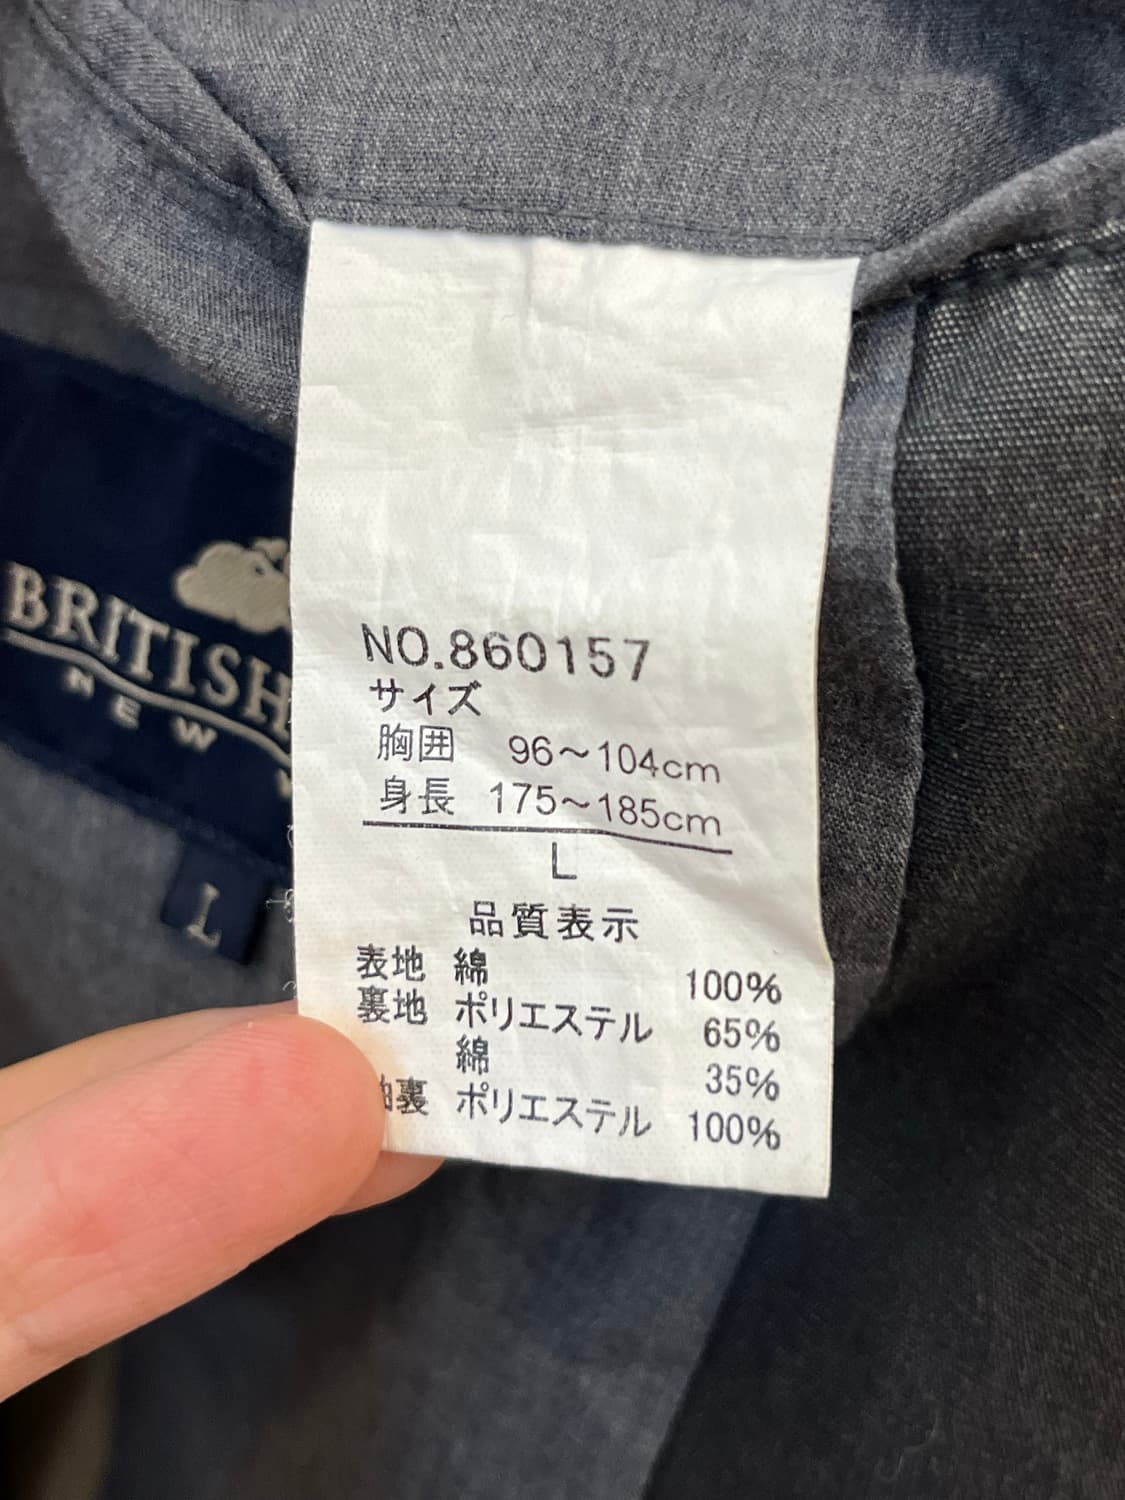 BRITISH
NEW
L
NO.860157
サイズ
胸囲 96～104cm
身長 175～185cm
L
品質表示
表地 綿 100%
裏地 ポリエステル 65%
綿 35%
袖裏 ポリエステル 100%